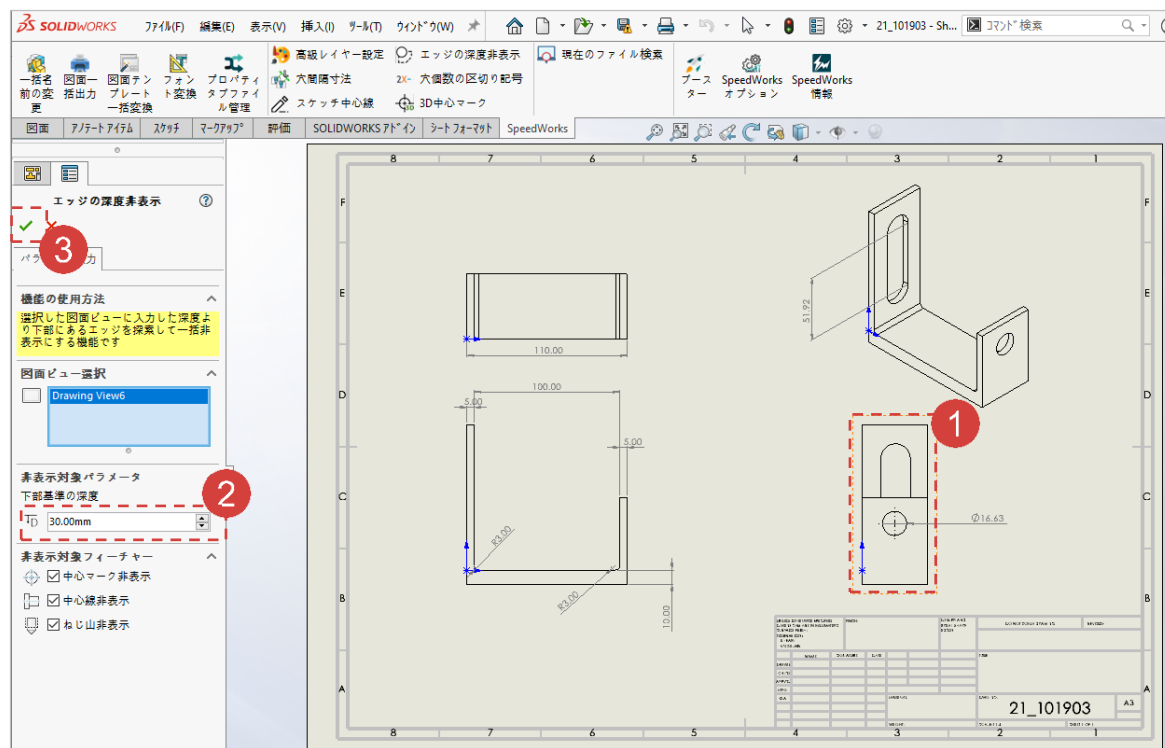 SOLIDWORKS ファイル(F) 編集(E) 表示(V) 挿入(I) ツール(T) ウィンドウ(W) 21_101903 - Sh... コマンド検索
一括名前の変更
図面一括出力
図面テンプレート一括変換
フォント変換
プロパティタブファイル管理
高級レイヤー設定
穴間隔寸法
スケッチ中心線
エッジの深度非表示
2X- 穴個数の区切り記号
3D中心マーク
現在のファイル検索
ブースター
SpeedWorks オプション
SpeedWorks 情報
図面 アノテートアイテム スケッチ マークアップ 評価 SOLIDWORKS アドイン シートフォーマット SpeedWorks
エッジの深度非表示
3
機能の使用方法
選択した図面ビューに入力した深度よ
り下部にあるエッジを探索して一括非
表示にする機能です
図面ビュー選択
Drawing View6
非表示対象パラメータ
下部基準の深度
2
30.00mm
非表示対象フィーチャー
中心マーク非表示
中心線非表示
ねじ山非表示
8 7 6 5 4 3 2 1
F F
E E
D D
C C
B B
A A
51.92
110.00
100.00
5.00
5.00
1
R3.00
R3.00
10.00
Ø16.63
21_101903
A3
8 7 6 5 4 3 2 1